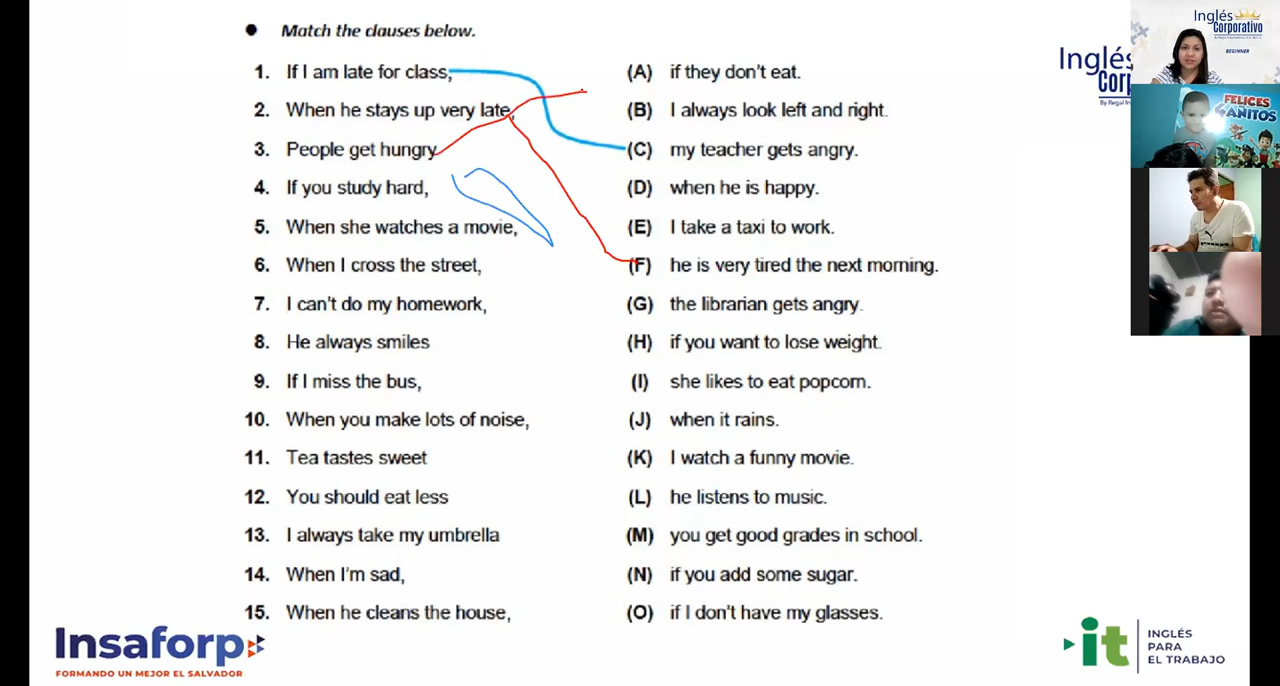 Match the clauses below.
1. If I am late for class,
2. When he stays up very late,
3. People get hungry
4. If you study hard,
5. When she watches a movie,
6. When I cross the street,
7. I can't do my homework,
8. He always smiles
9. If I miss the bus,
10. When you make lots of noise,
11. Tea tastes sweet
12. You should eat less
13. I always take my umbrella
14. When I'm sad,
15. When he cleans the house,
(A) if they don't eat.
(B) I always look left and right.
(C) my teacher gets angry.
(D) when he is happy.
(E) I take a taxi to work.
(F) he is very tired the next morning.
(G) the librarian gets angry.
(H) if you want to lose weight.
(I) she likes to eat popcorn.
(J) when it rains.
(K) I watch a funny movie.
(L) he listens to music.
(M) you get good grades in school.
(N) if you add some sugar.
(O) if I don't have my glasses.
Insaforp
FORMANDO UN MEJOR EL SALVADOR
it
INGLÉS
PARA
EL TRABAJO
Inglés
Corporativo
BEGINNER
FELICES
4 AÑITOS